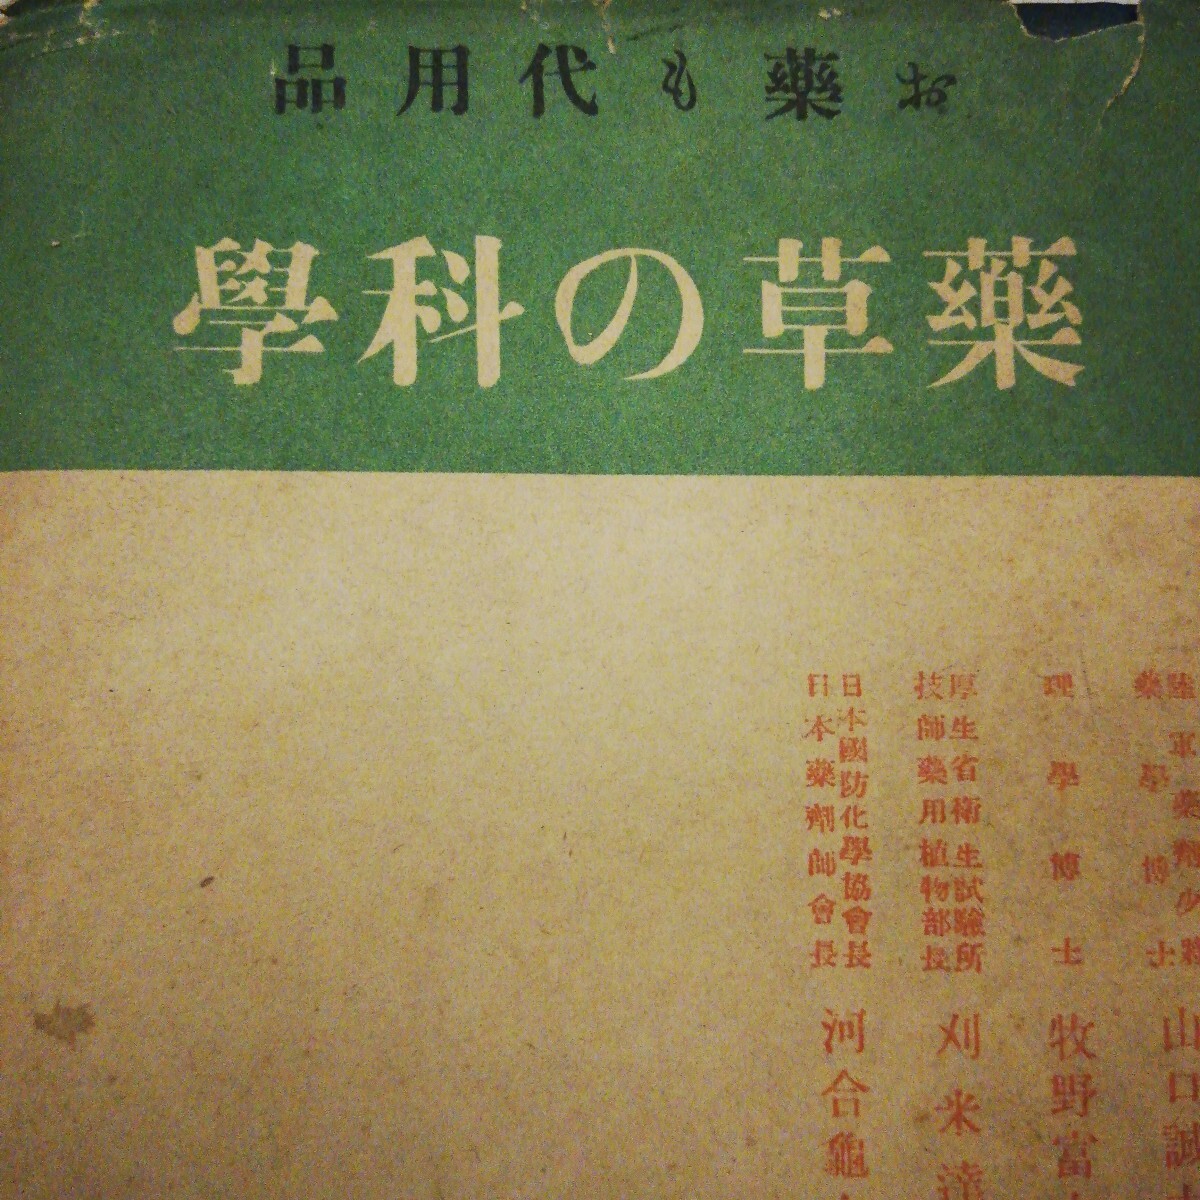 お藥も代用品
藥草の科學
陸軍藥劑少將
藥學博士
山口誠
理學博士
牧野富
厚生省衛生試驗所
技師藥用植物部長
刈米達
日本國防化學協會長
日本藥劑師會長
河合龜